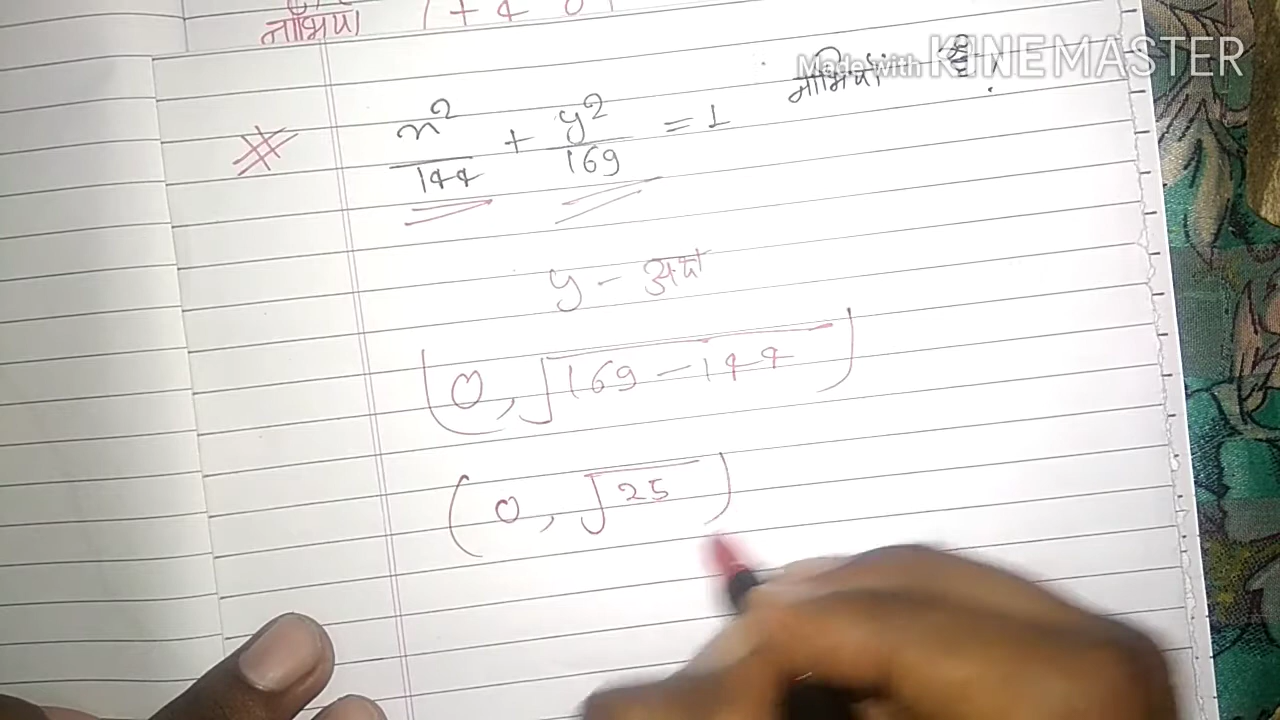 नाभियां
x²/144 + y²/169 = 1 नाभियां
Made with KINEMASTER
y - अक्ष
(0, √169 - 144)
(0, √25)